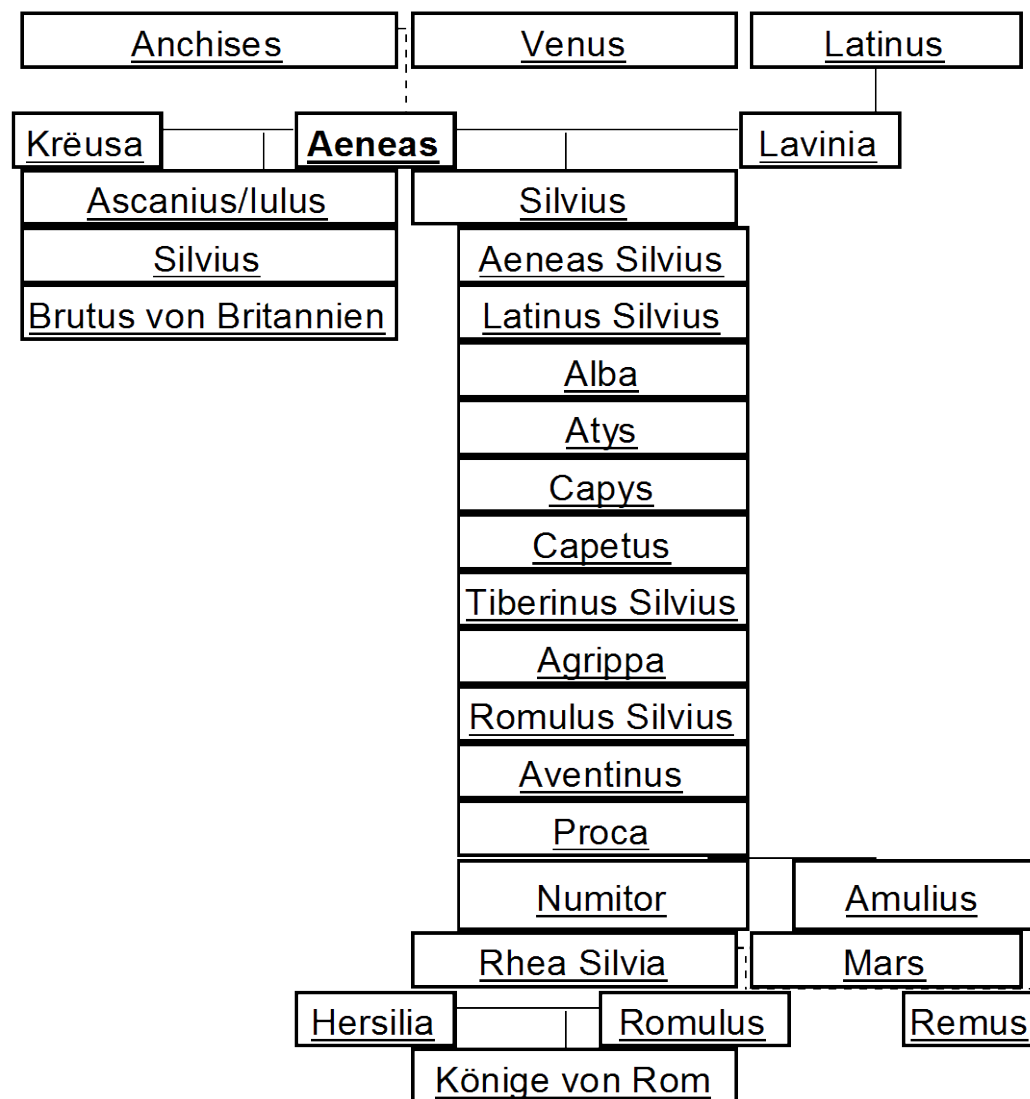 Anchises
Venus
Latinus
Krëusa
Aeneas
Lavinia
Ascanius/Iulus
Silvius
Silvius
Aeneas Silvius
Brutus von Britannien
Latinus Silvius
Alba
Atys
Capys
Capetus
Tiberinus Silvius
Agrippa
Romulus Silvius
Aventinus
Proca
Numitor
Amulius
Rhea Silvia
Mars
Hersilia
Romulus
Remus
Könige von Rom